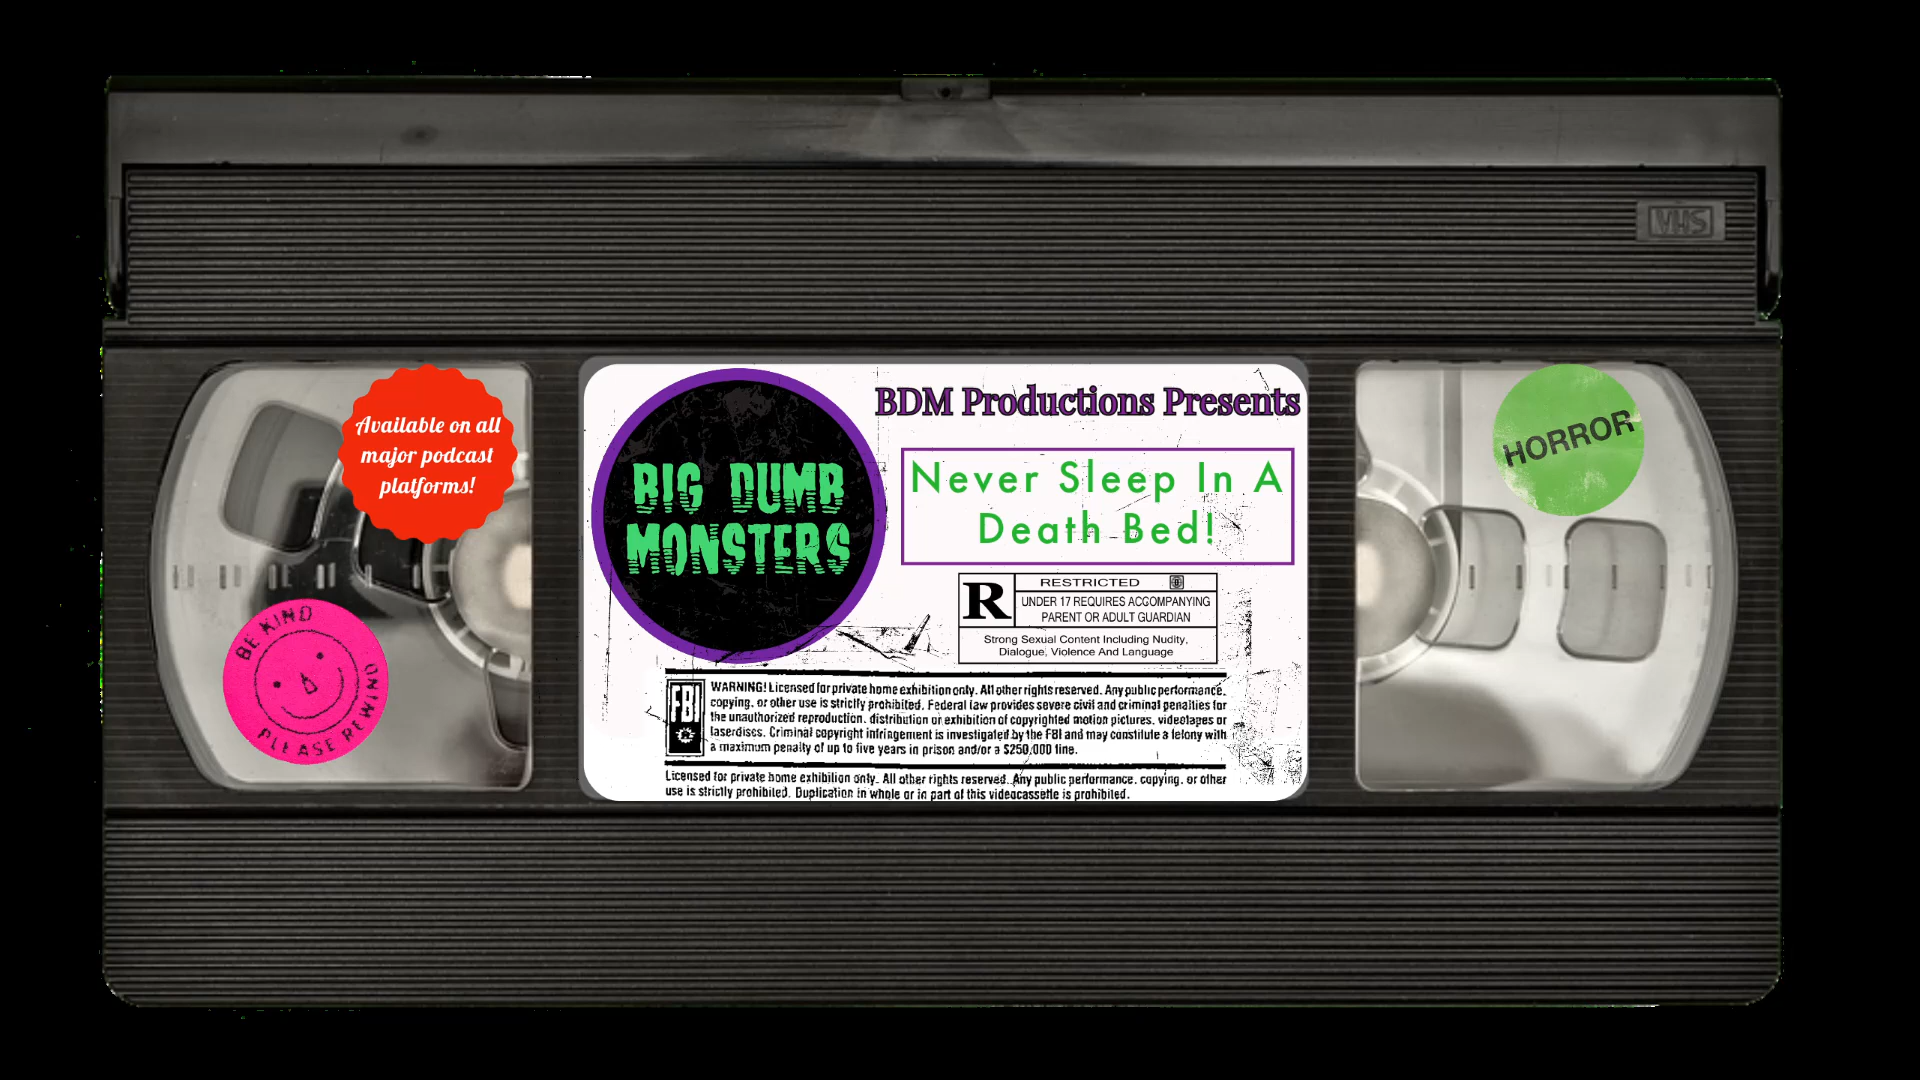 VHS
Available on all
major podcast
platforms!
BE KIND
PLEASE REWIND
BIG DUMB
MONSTERS
BDM Productions Presents
Never Sleep In A
Death Bed!
R
RESTRICTED
UNDER 17 REQUIRES ACCOMPANYING
PARENT OR ADULT GUARDIAN
Strong Sexual Content Including Nudity,
Dialogue, Violence And Language
FBI
WARNING! Licensed for private home exhibition only. All other rights reserved. Any public performance,
copying, or other use is strictly prohibited. Federal law provides severe civil and criminal penalties for
the unauthorized reproduction, distribution or exhibition of copyrighted motion pictures, videotapes or
laserdiscs. Criminal copyright infringement is investigated by the FBI and may constitute a felony with
a maximum penalty of up to five years in prison and/or a $250,000 fine.
Licensed for private home exhibition only. All other rights reserved. Any public performance, copying, or other
use is strictly prohibited. Duplication in whole or in part of this videocassette is prohibited.
HORROR